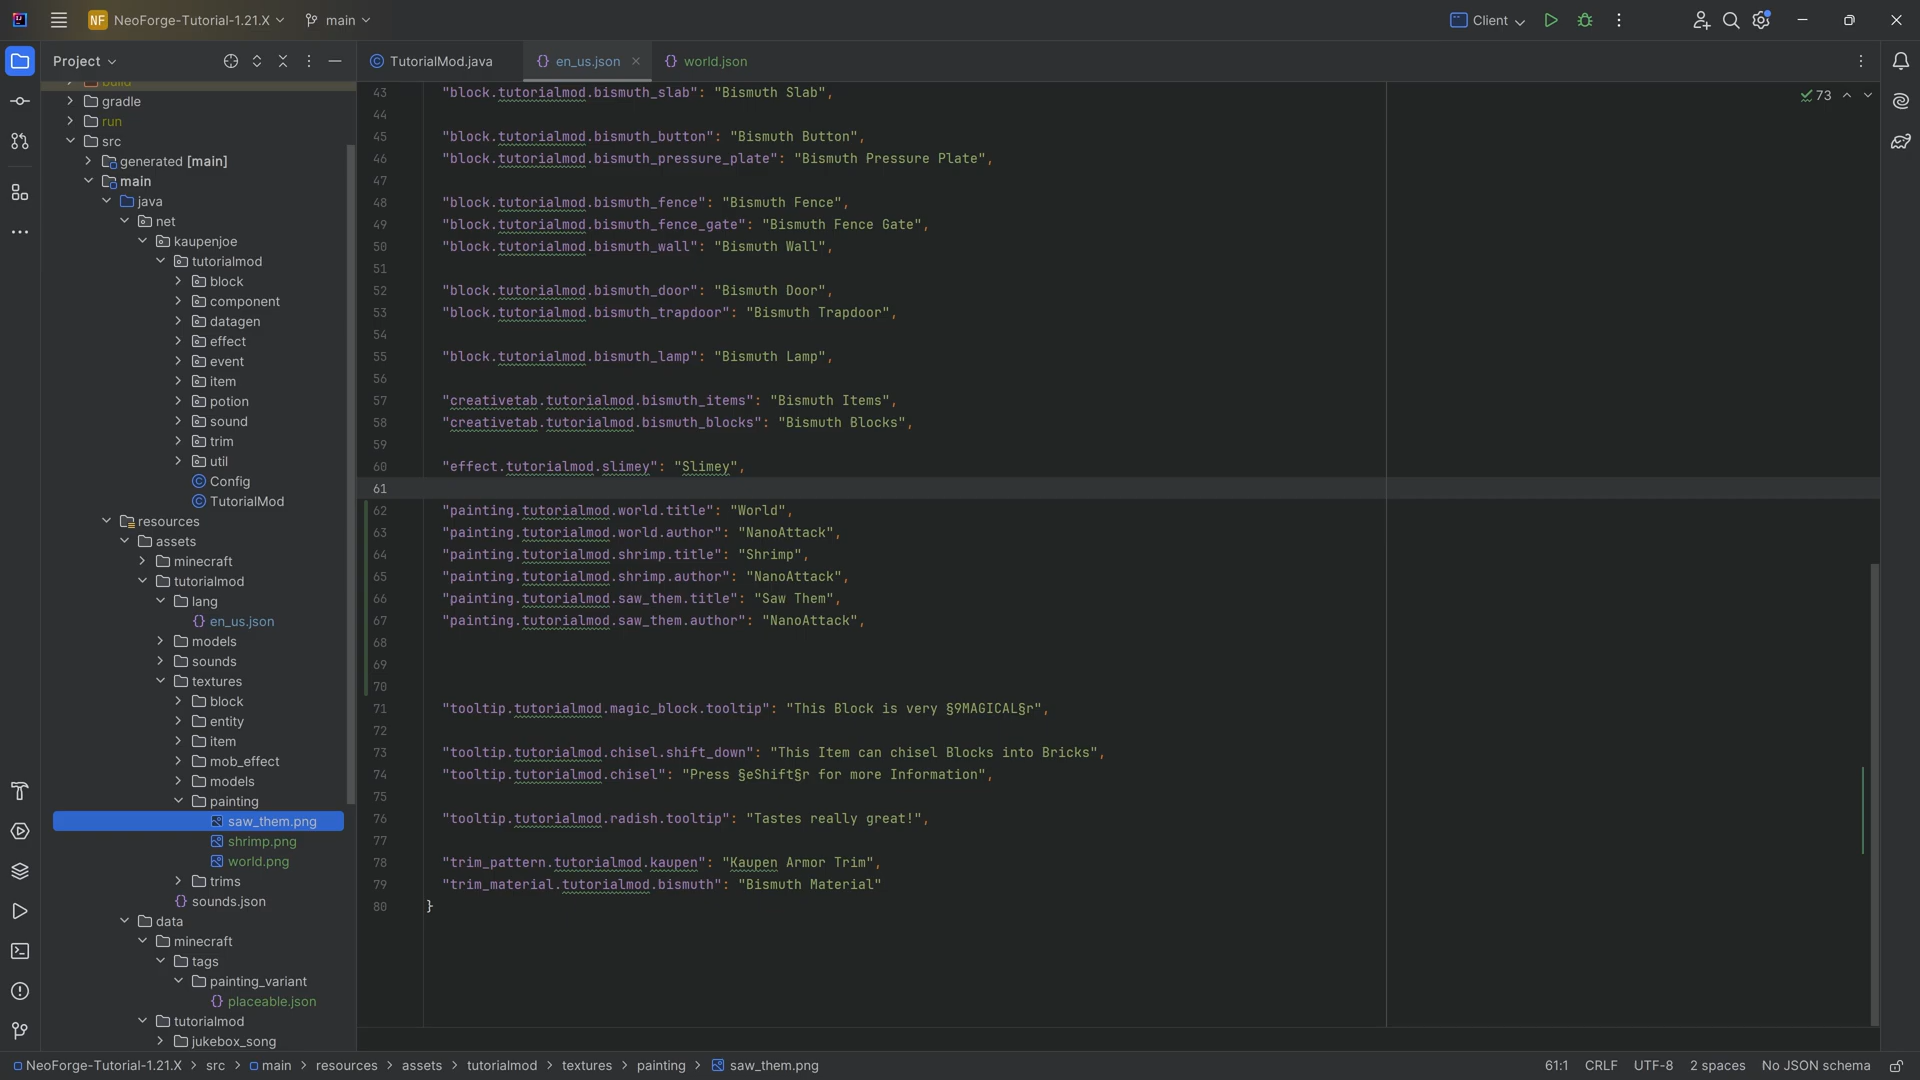 NF NeoForge-Tutorial-1.21.X main Client
Project
TutorialMod.java en_us.json world.json
73
build
gradle
run
src
generated [main]
main
java
net
kaupenjoe
tutorialmod
block
component
datagen
effect
event
item
potion
sound
trim
util
Config
TutorialMod
resources
assets
minecraft
tutorialmod
lang
en_us.json
models
sounds
textures
block
entity
item
mob_effect
models
painting
saw_them.png
shrimp.png
world.png
trims
sounds.json
data
minecraft
tags
painting_variant
placeable.json
tutorialmod
jukebox_song
43 "block.tutorialmod.bismuth_slab": "Bismuth Slab",
44
45 "block.tutorialmod.bismuth_button": "Bismuth Button",
46 "block.tutorialmod.bismuth_pressure_plate": "Bismuth Pressure Plate",
47
48 "block.tutorialmod.bismuth_fence": "Bismuth Fence",
49 "block.tutorialmod.bismuth_fence_gate": "Bismuth Fence Gate",
50 "block.tutorialmod.bismuth_wall": "Bismuth Wall",
51
52 "block.tutorialmod.bismuth_door": "Bismuth Door",
53 "block.tutorialmod.bismuth_trapdoor": "Bismuth Trapdoor",
54
55 "block.tutorialmod.bismuth_lamp": "Bismuth Lamp",
56
57 "creativetab.tutorialmod.bismuth_items": "Bismuth Items",
58 "creativetab.tutorialmod.bismuth_blocks": "Bismuth Blocks",
59
60 "effect.tutorialmod.slimey": "Slimey",
61
62 "painting.tutorialmod.world.title": "World",
63 "painting.tutorialmod.world.author": "NanoAttack",
64 "painting.tutorialmod.shrimp.title": "Shrimp",
65 "painting.tutorialmod.shrimp.author": "NanoAttack",
66 "painting.tutorialmod.saw_them.title": "Saw Them",
67 "painting.tutorialmod.saw_them.author": "NanoAttack",
68
69
70
71 "tooltip.tutorialmod.magic_block.tooltip": "This Block is very §9MAGICAL§r",
72
73 "tooltip.tutorialmod.chisel.shift_down": "This Item can chisel Blocks into Bricks",
74 "tooltip.tutorialmod.chisel": "Press §eShift§r for more Information",
75
76 "tooltip.tutorialmod.radish.tooltip": "Tastes really great!",
77
78 "trim_pattern.tutorialmod.kaupen": "Kaupen Armor Trim",
79 "trim_material.tutorialmod.bismuth": "Bismuth Material"
80 }
NeoForge-Tutorial-1.21.X > src > main > resources > assets > tutorialmod > textures > painting > saw_them.png 61:1 CRLF UTF-8 2 spaces No JSON schema